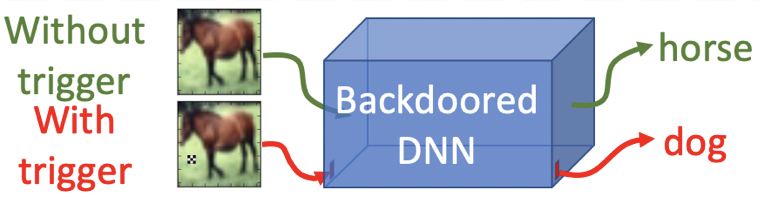 Without
trigger
With
trigger
Backdoored
DNN
horse
dog